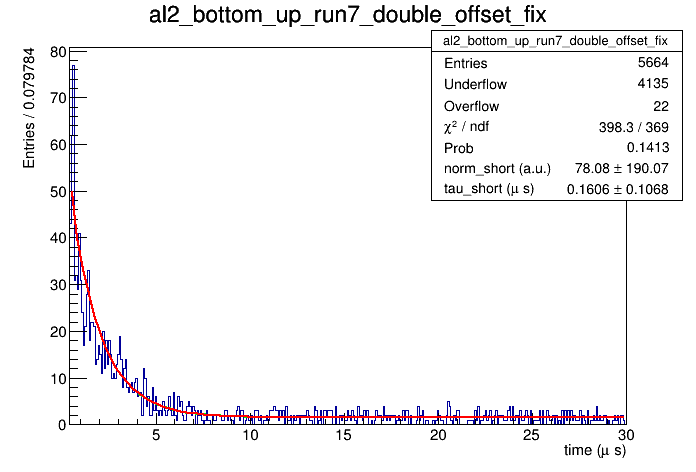 al2_bottom_up_run7_double_offset_fix
al2_bottom_up_run7_double_offset_fix
Entries 5664
Underflow 4135
Overflow 22
χ² / ndf 398.3 / 369
Prob 0.1413
norm_short (a.u.) 78.08 ± 190.07
tau_short (μ s) 0.1606 ± 0.1068
Entries / 0.079784
80
70
60
50
40
30
20
10
0
5 10 15 20 25 30
time (μ s)